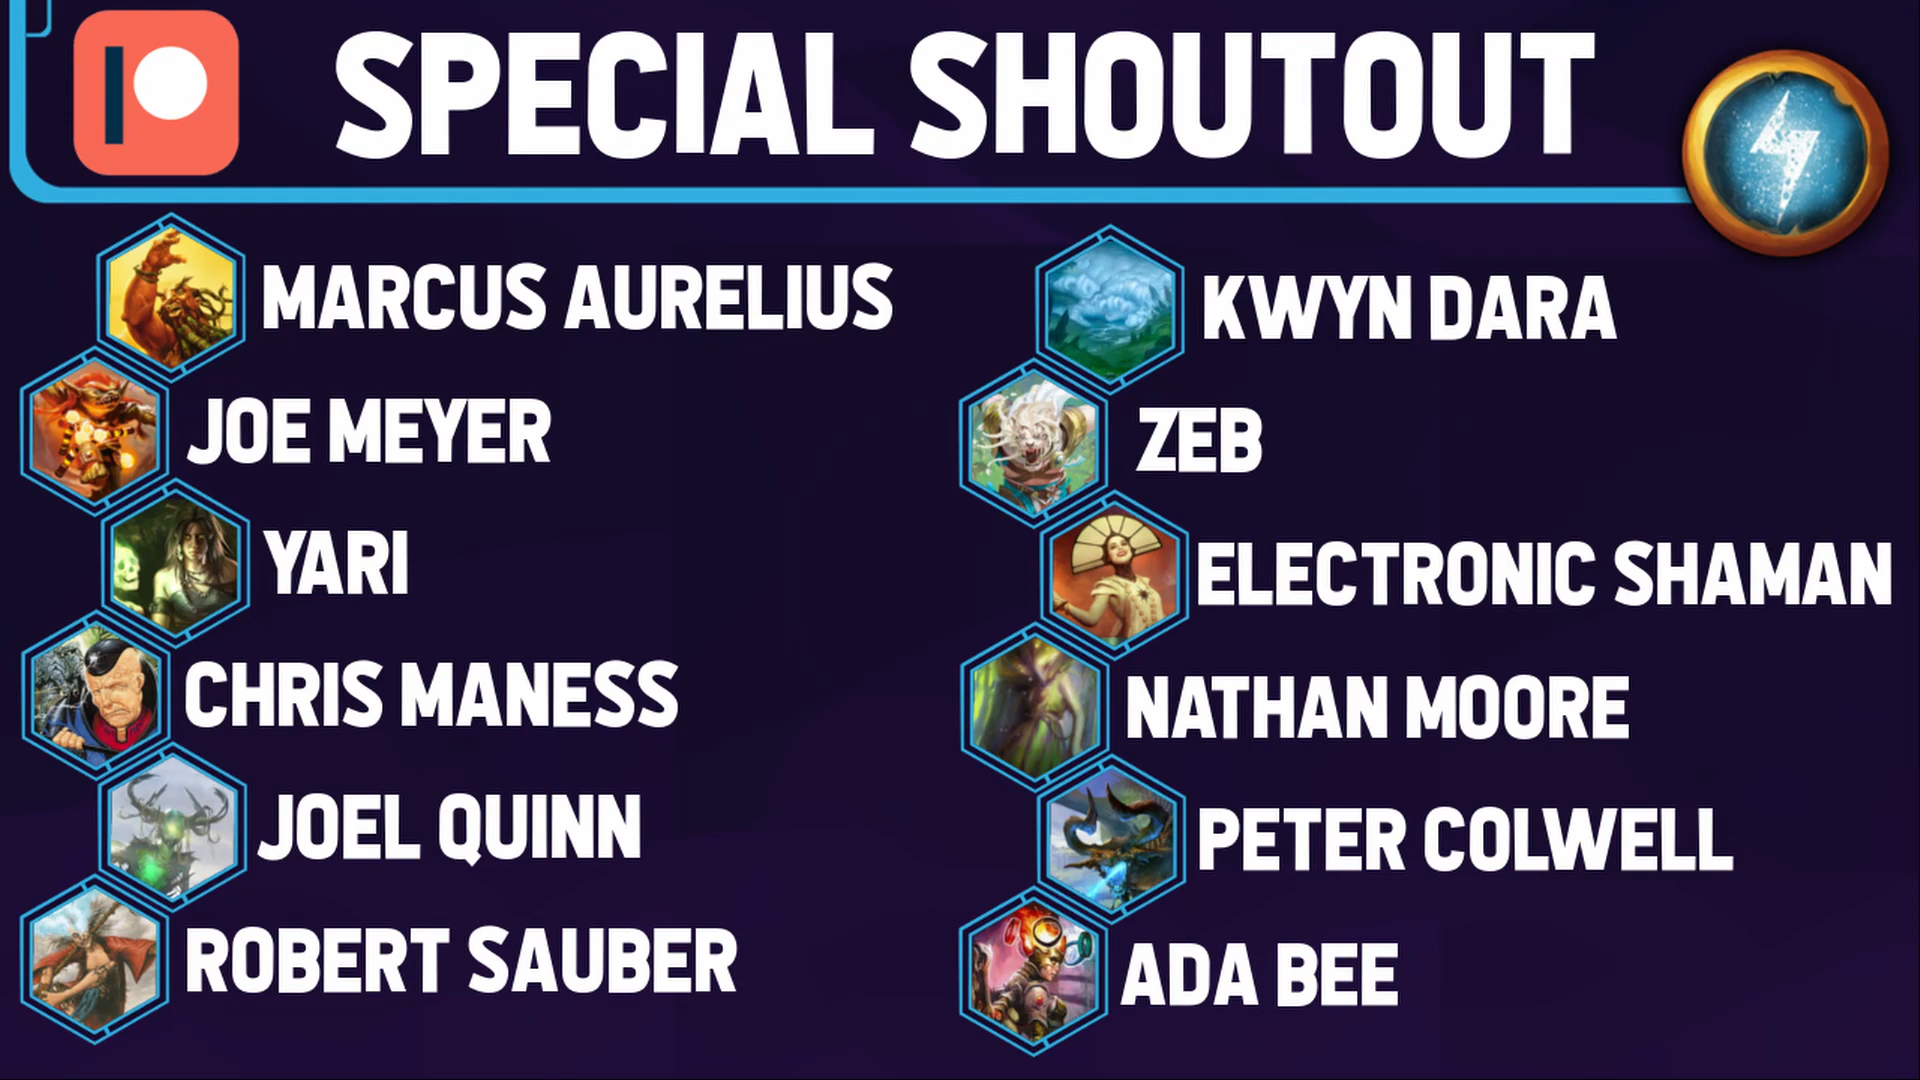 SPECIAL SHOUTOUT
MARCUS AURELIUS
JOE MEYER
YARI
CHRIS MANESS
JOEL QUINN
ROBERT SAUBER
KWYN DARA
ZEB
ELECTRONIC SHAMAN
NATHAN MOORE
PETER COLWELL
ADA BEE